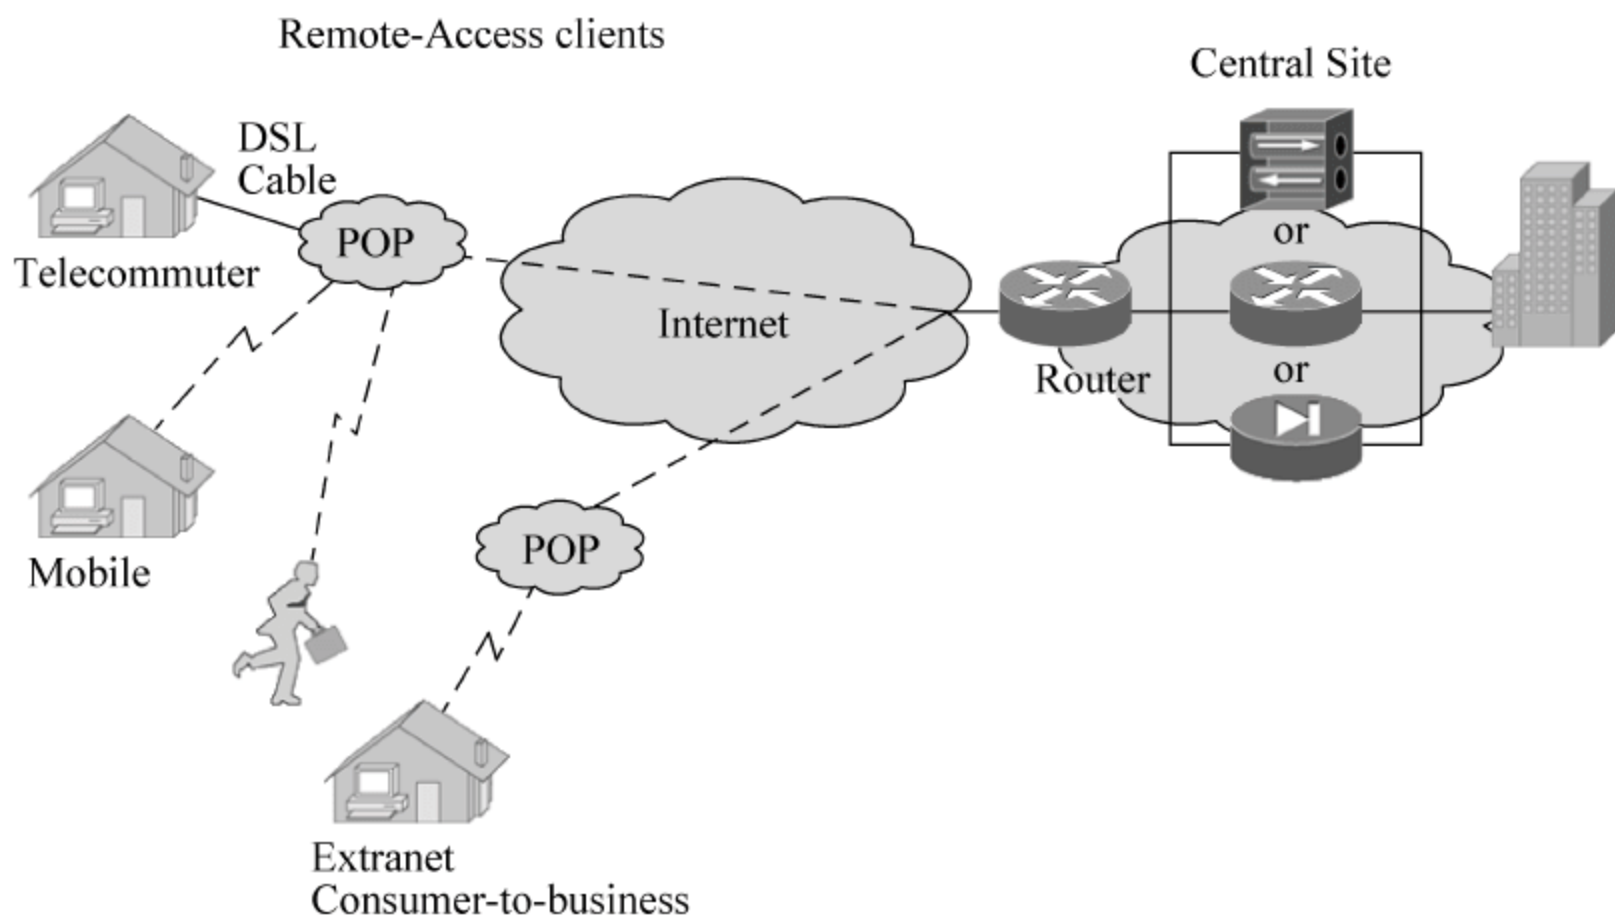 Remote-Access clients
Central Site
DSL
Cable
POP
or
Telecommuter
Internet
Router
or
POP
Mobile
Extranet
Consumer-to-business